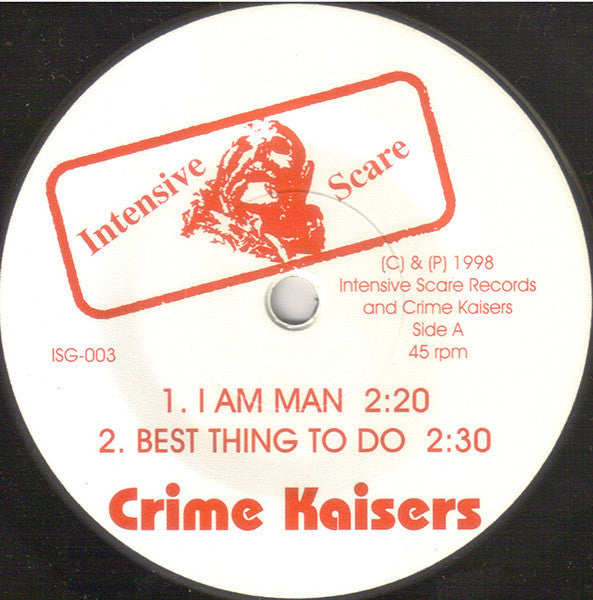 Intensive Scare
(C) & (P) 1998
Intensive Scare Records
and Crime Kaisers
Side A
45 rpm
ISG-003
1. I AM MAN 2:20
2. BEST THING TO DO 2:30
Crime Kaisers